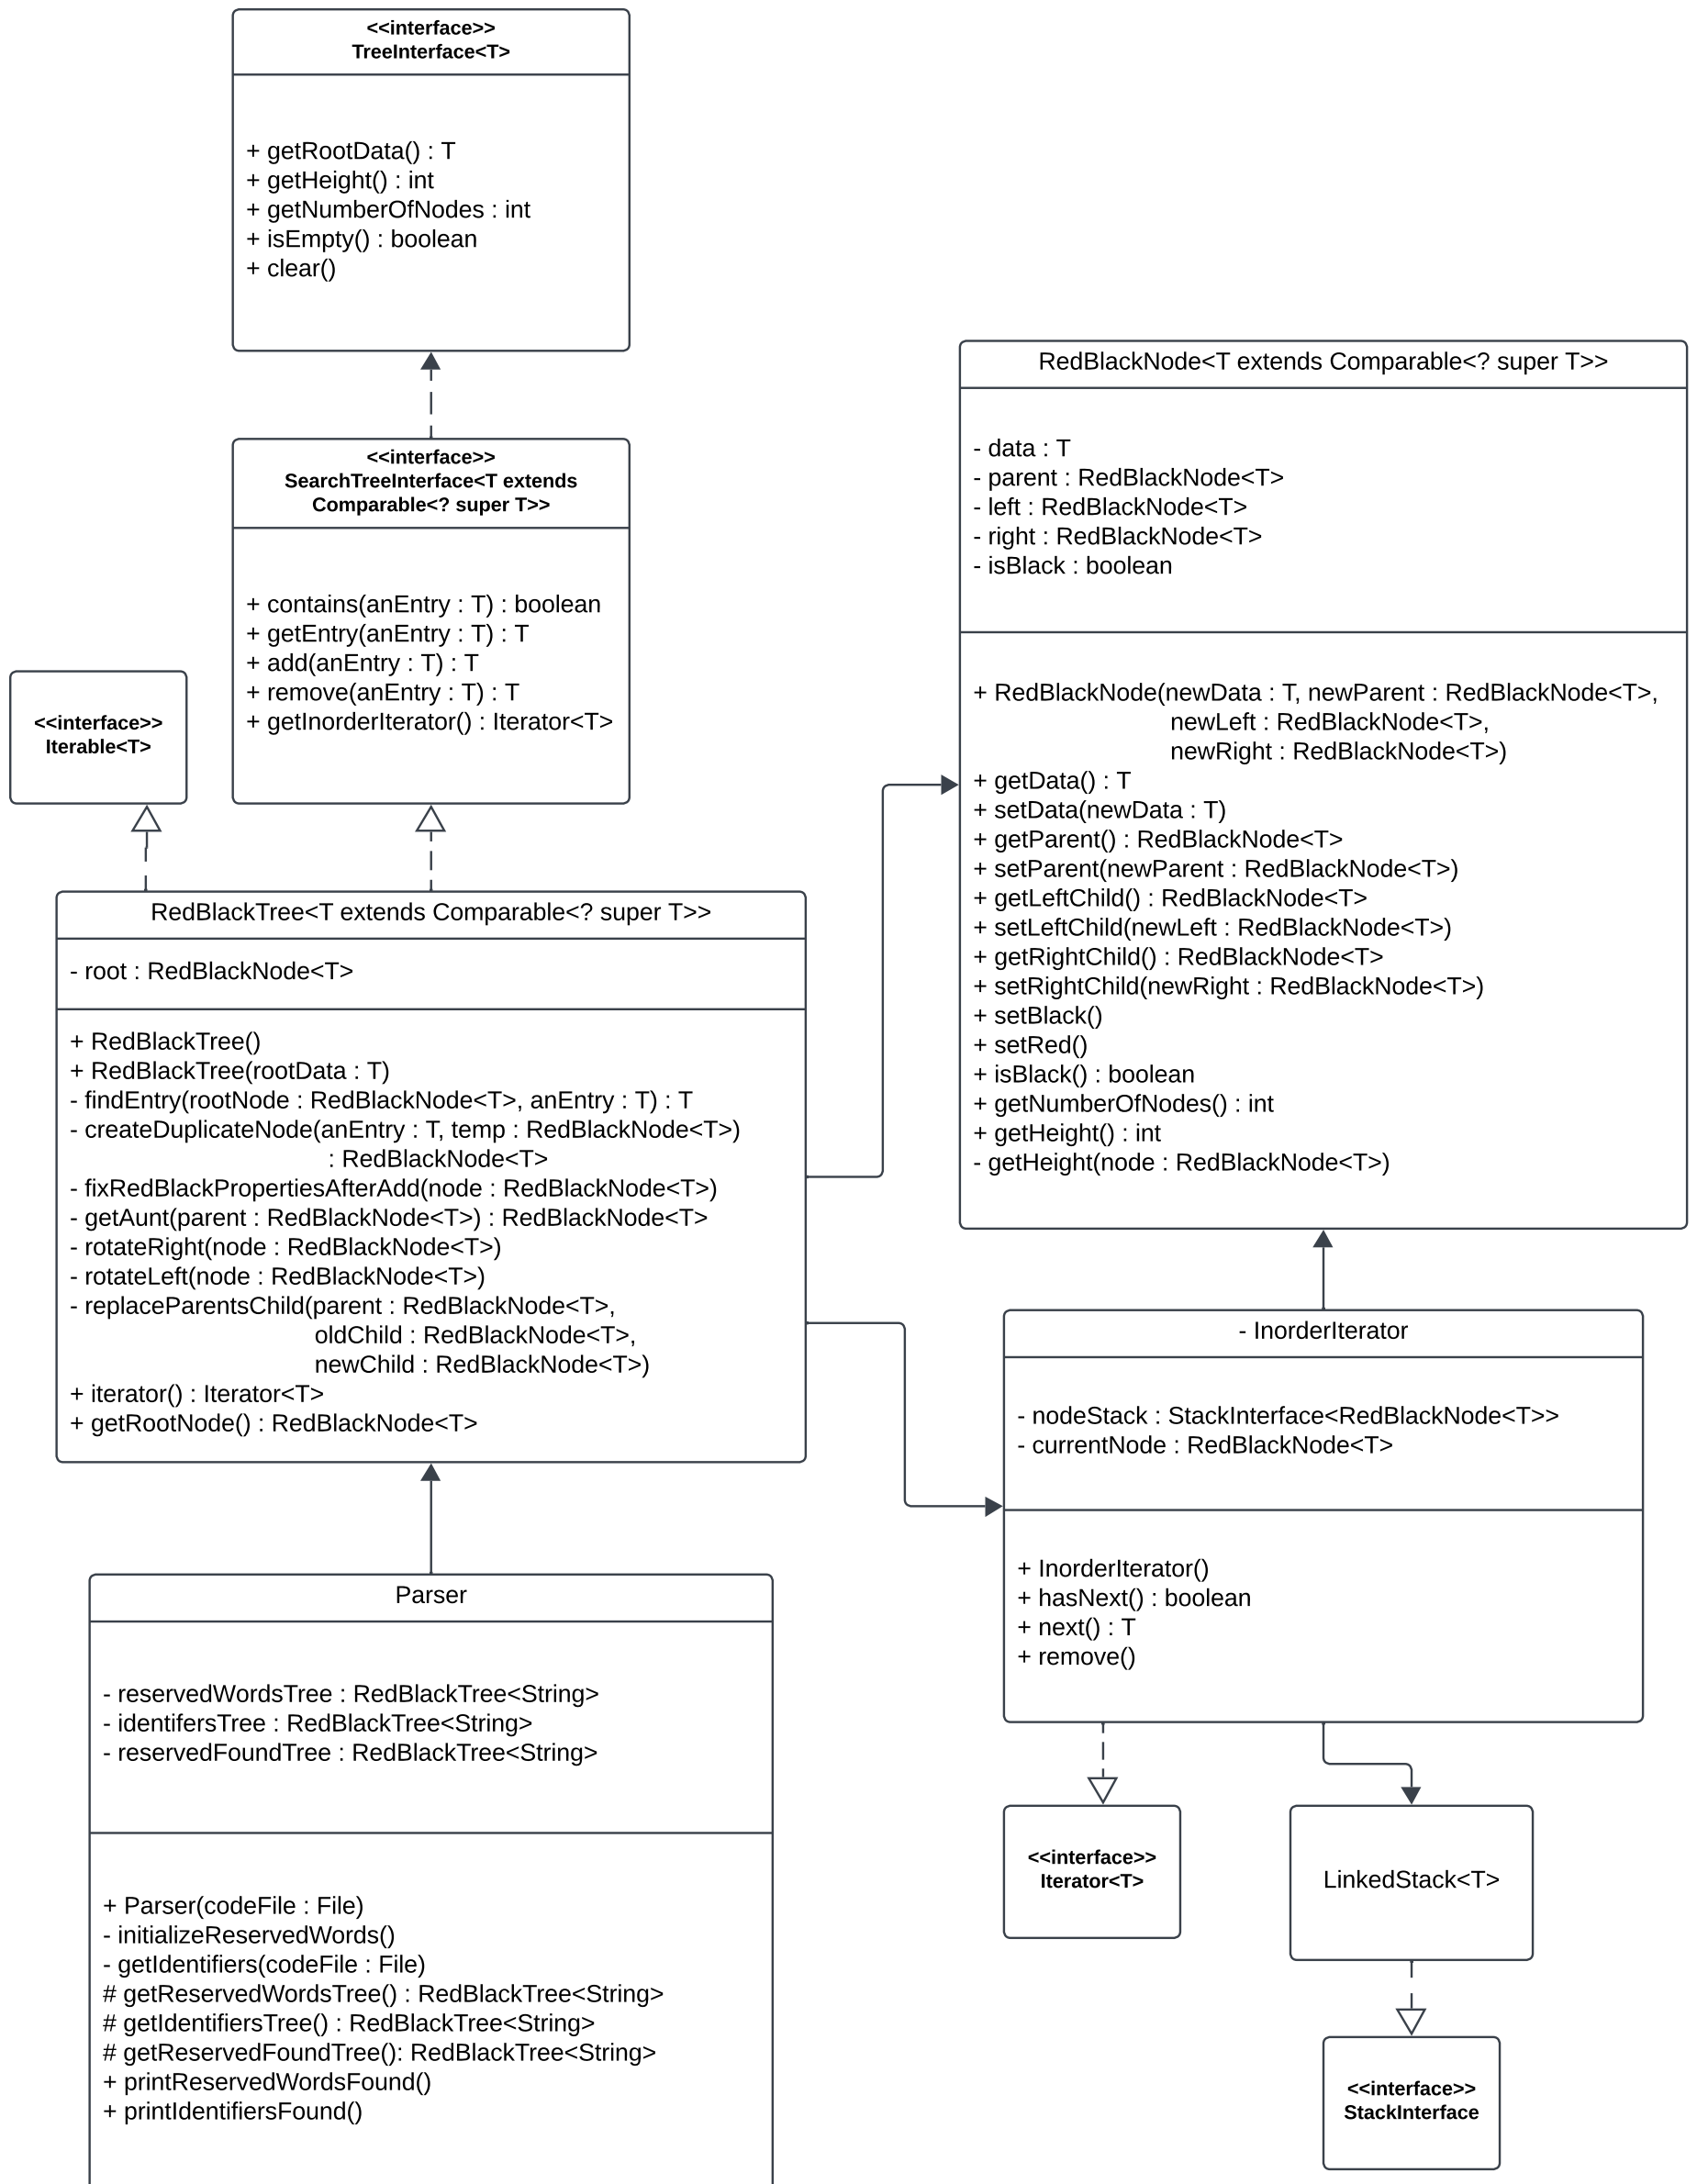 <<interface>>
TreeInterface<T>
+ getRootData() : T
+ getHeight() : int
+ getNumberOfNodes : int
+ isEmpty() : boolean
+ clear()
<<interface>>
SearchTreeInterface<T extends
Comparable<? super T>>
+ contains(anEntry : T) : boolean
+ getEntry(anEntry : T) : T
+ add(anEntry : T) : T
+ remove(anEntry : T) : T
+ getInorderIterator() : Iterator<T>
<<interface>>
Iterable<T>
RedBlackTree<T extends Comparable<? super T>>
- root : RedBlackNode<T>
+ RedBlackTree()
+ RedBlackTree(rootData : T)
- findEntry(rootNode : RedBlackNode<T>, anEntry : T) : T
- createDuplicateNode(anEntry : T, temp : RedBlackNode<T>)
: RedBlackNode<T>
- fixRedBlackPropertiesAfterAdd(node : RedBlackNode<T>)
- getAunt(parent : RedBlackNode<T>) : RedBlackNode<T>
- rotateRight(node : RedBlackNode<T>)
- rotateLeft(node : RedBlackNode<T>)
- replaceParentsChild(parent : RedBlackNode<T>,
oldChild : RedBlackNode<T>,
newChild : RedBlackNode<T>)
+ iterator() : Iterator<T>
+ getRootNode() : RedBlackNode<T>
Parser
- reservedWordsTree : RedBlackTree<String>
- identifersTree : RedBlackTree<String>
- reservedFoundTree : RedBlackTree<String>
+ Parser(codeFile : File)
- initializeReservedWords()
- getIdentifiers(codeFile : File)
# getReservedWordsTree() : RedBlackTree<String>
# getIdentifiersTree() : RedBlackTree<String>
# getReservedFoundTree(): RedBlackTree<String>
+ printReservedWordsFound()
+ printIdentifiersFound()
RedBlackNode<T extends Comparable<? super T>>
- data : T
- parent : RedBlackNode<T>
- left : RedBlackNode<T>
- right : RedBlackNode<T>
- isBlack : boolean
+ RedBlackNode(newData : T, newParent : RedBlackNode<T>,
newLeft : RedBlackNode<T>,
newRight : RedBlackNode<T>)
+ getData() : T
+ setData(newData : T)
+ getParent() : RedBlackNode<T>
+ setParent(newParent : RedBlackNode<T>)
+ getLeftChild() : RedBlackNode<T>
+ setLeftChild(newLeft : RedBlackNode<T>)
+ getRightChild() : RedBlackNode<T>
+ setRightChild(newRight : RedBlackNode<T>)
+ setBlack()
+ setRed()
+ isBlack() : boolean
+ getNumberOfNodes() : int
+ getHeight() : int
- getHeight(node : RedBlackNode<T>)
- InorderIterator
- nodeStack : StackInterface<RedBlackNode<T>>
- currentNode : RedBlackNode<T>
+ InorderIterator()
+ hasNext() : boolean
+ next() : T
+ remove()
<<interface>>
Iterator<T>
LinkedStack<T>
<<interface>>
StackInterface